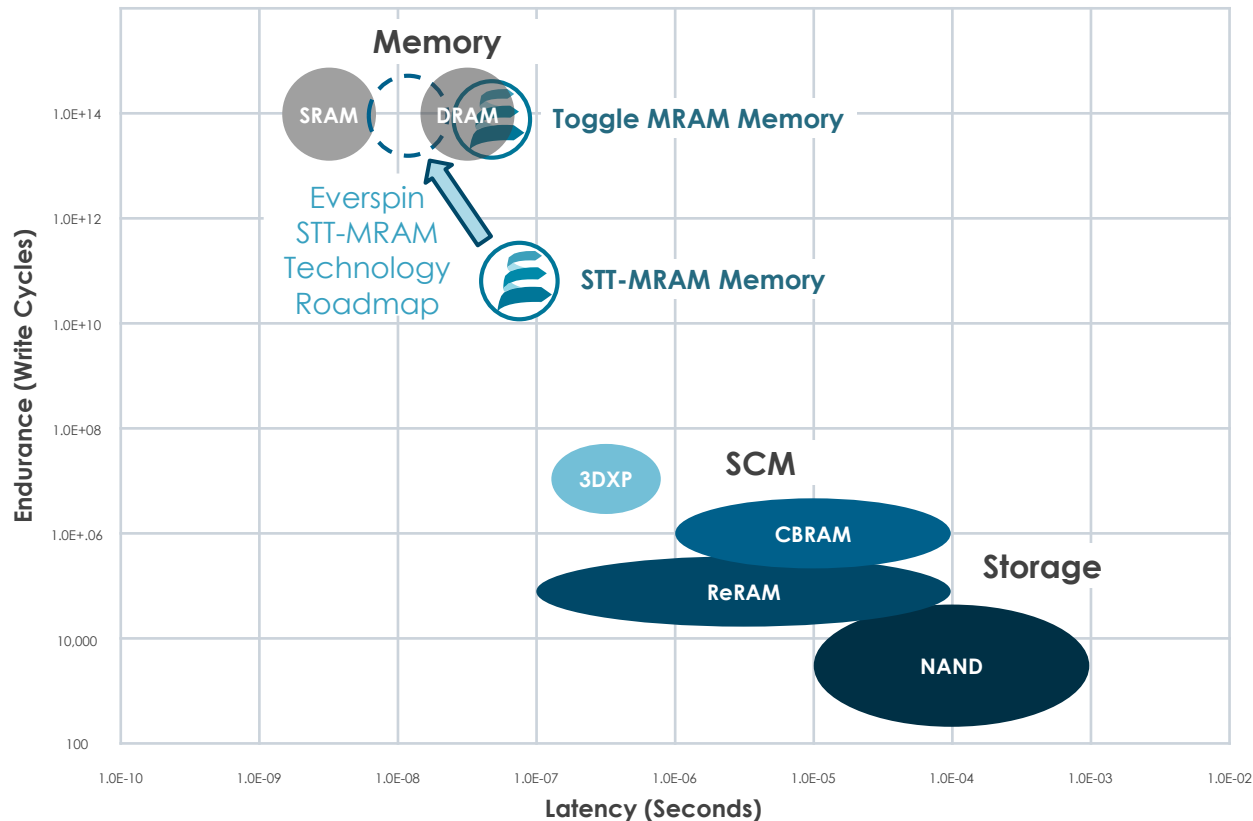 Memory
1.0E+14
SRAM
DRAM
Toggle MRAM Memory
Everspin
STT-MRAM
Technology
Roadmap
1.0E+12
STT-MRAM Memory
1.0E+10
Endurance (Write Cycles)
1.0E+08
3DXP
SCM
1.0E+.06
CBRAM
Storage
ReRAM
10,000
NAND
100
1.0E-10
1.0E-09
1.0E-08
1.0E-07
1.0E-06
1.0E-05
1.0E-04
1.0E-03
1.0E-02
Latency (Seconds)